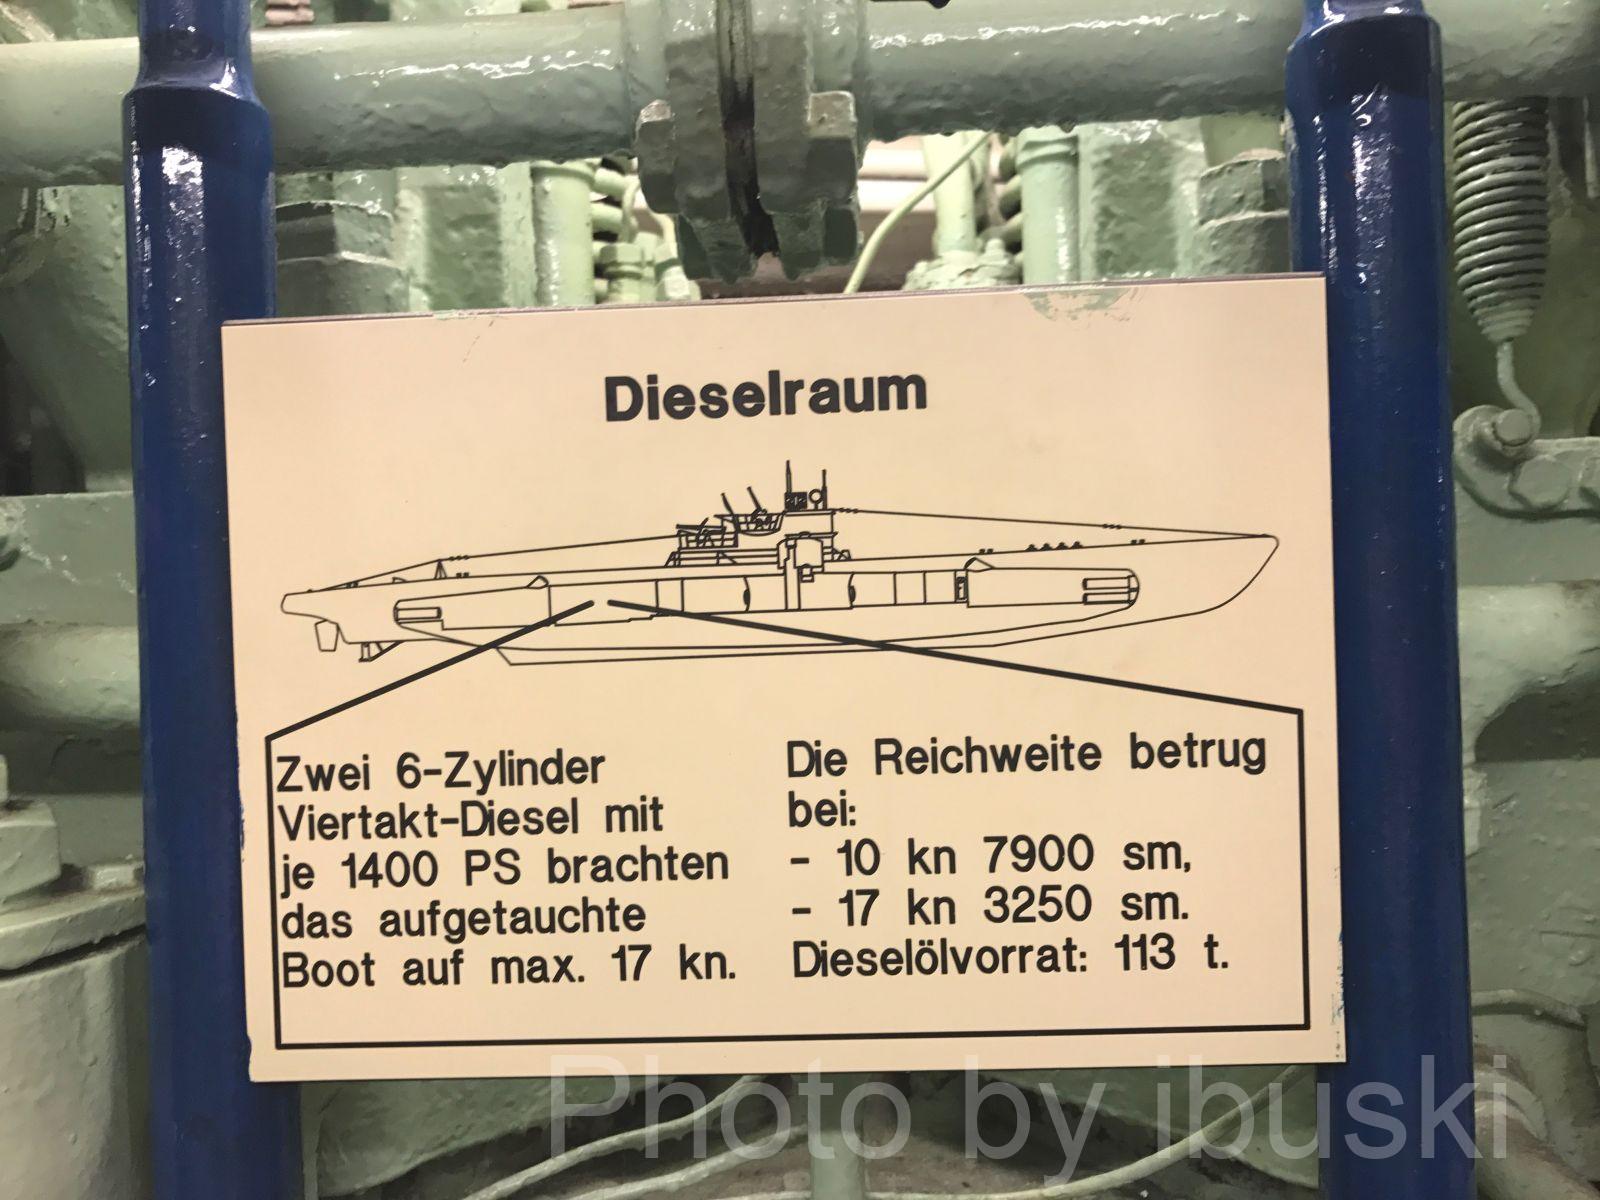 Dieselraum
Zwei 6-Zylinder
Viertakt-Diesel mit
je 1400 PS brachten
das aufgetauchte
Boot auf max. 17 kn.
Die Reichweite betrug
bei:
- 10 kn 7900 sm,
- 17 kn 3250 sm.
Dieselölvorrat: 113 t.
Photo by ibuski